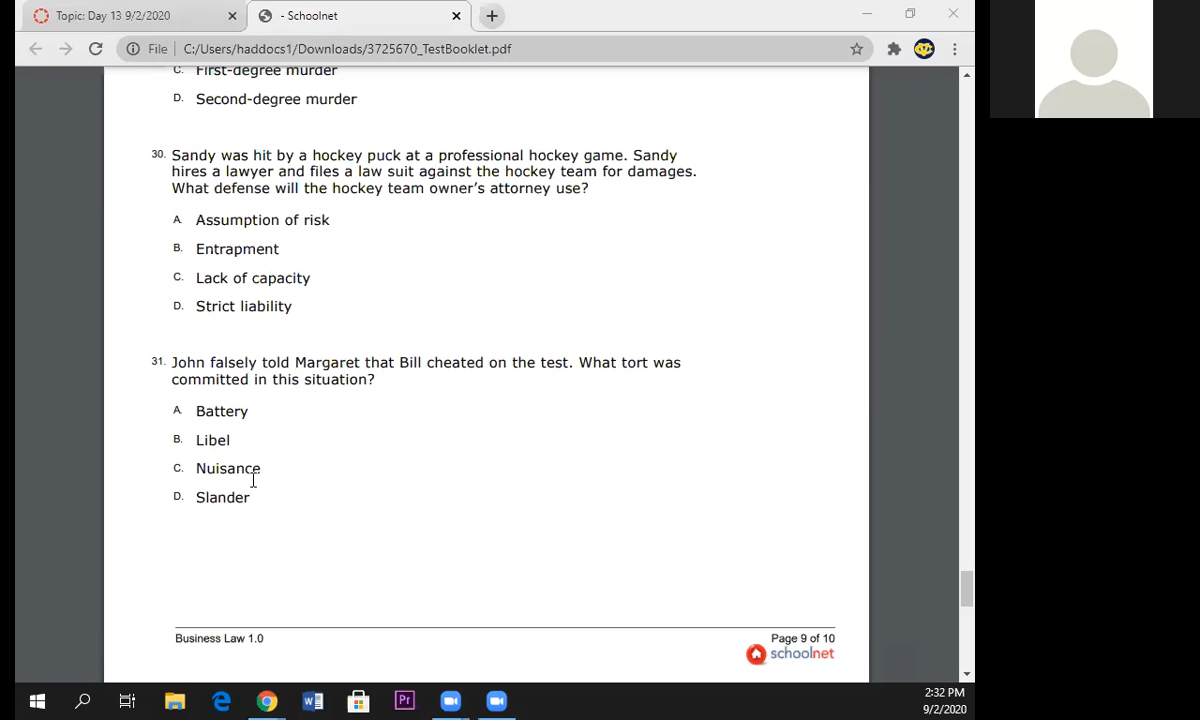 Topic: Day 13 9/2/2020
- Schoolnet
File
C:/Users/haddocs1/Downloads/3725670_TestBooklet.pdf
C. First-degree murder
D. Second-degree murder
30. Sandy was hit by a hockey puck at a professional hockey game. Sandy
hires a lawyer and files a law suit against the hockey team for damages.
What defense will the hockey team owner's attorney use?
A. Assumption of risk
B. Entrapment
C. Lack of capacity
D. Strict liability
31. John falsely told Margaret that Bill cheated on the test. What tort was
committed in this situation?
A. Battery
B. Libel
C. Nuisance
D. Slander
Business Law 1.0
Page 9 of 10
schoolnet
W
Pr
2:32 PM
9/2/2020